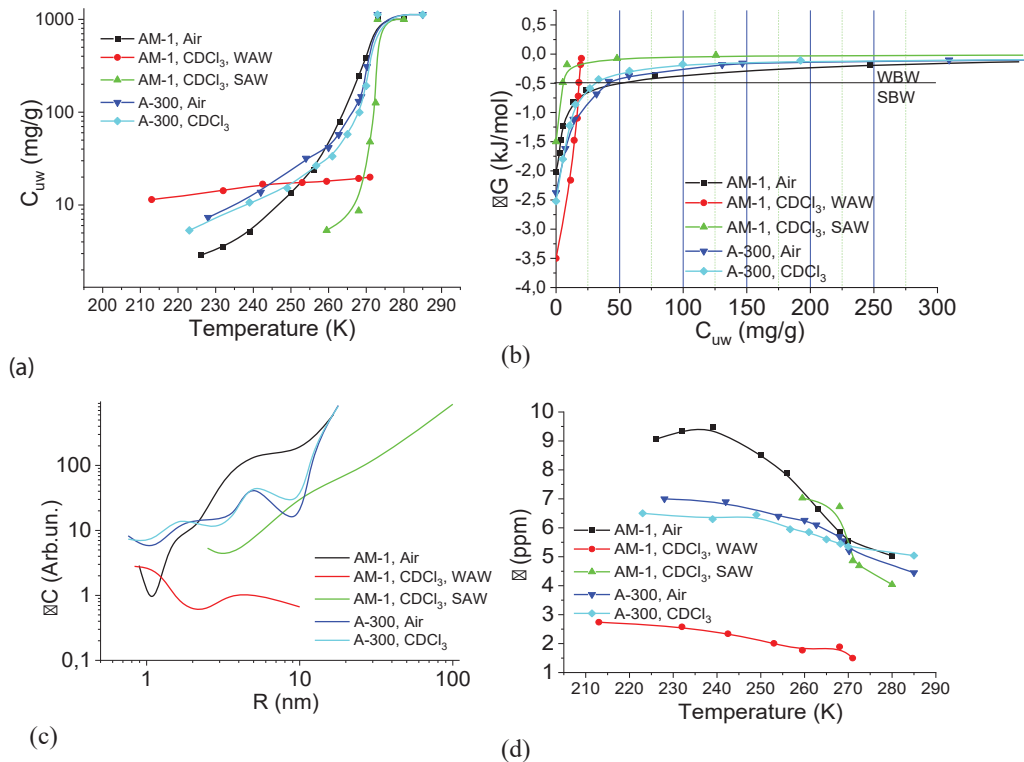 1000
100
10
C_uw (mg/g)
AM-1, Air
AM-1, CDCl₃, WAW
AM-1, CDCl₃, SAW
A-300, Air
A-300, CDCl₃
200 210 220 230 240 250 260 270 280 290
Temperature (K)
(a)
-0,5
0,0
-0,5
-1,0
-1,5
-2,0
-2,5
-3,0
-3,5
-4,0
G (kJ/mol)
WBW
SBW
AM-1, Air
AM-1, CDCl₃, WAW
AM-1, CDCl₃, SAW
A-300, Air
A-300, CDCl₃
0 50 100 150 200 250 300
C_uw (mg/g)
(b)
100
10
1
0,1
C (Arb.un.)
AM-1, Air
AM-1, CDCl₃, WAW
AM-1, CDCl₃, SAW
A-300, Air
A-300, CDCl₃
1 10 100
R (nm)
(c)
10
9
8
7
6
5
4
3
2
1
(ppm)
AM-1, Air
AM-1, CDCl₃, WAW
AM-1, CDCl₃, SAW
A-300, Air
A-300, CDCl₃
210 220 230 240 250 260 270 280 290
Temperature (K)
(d)